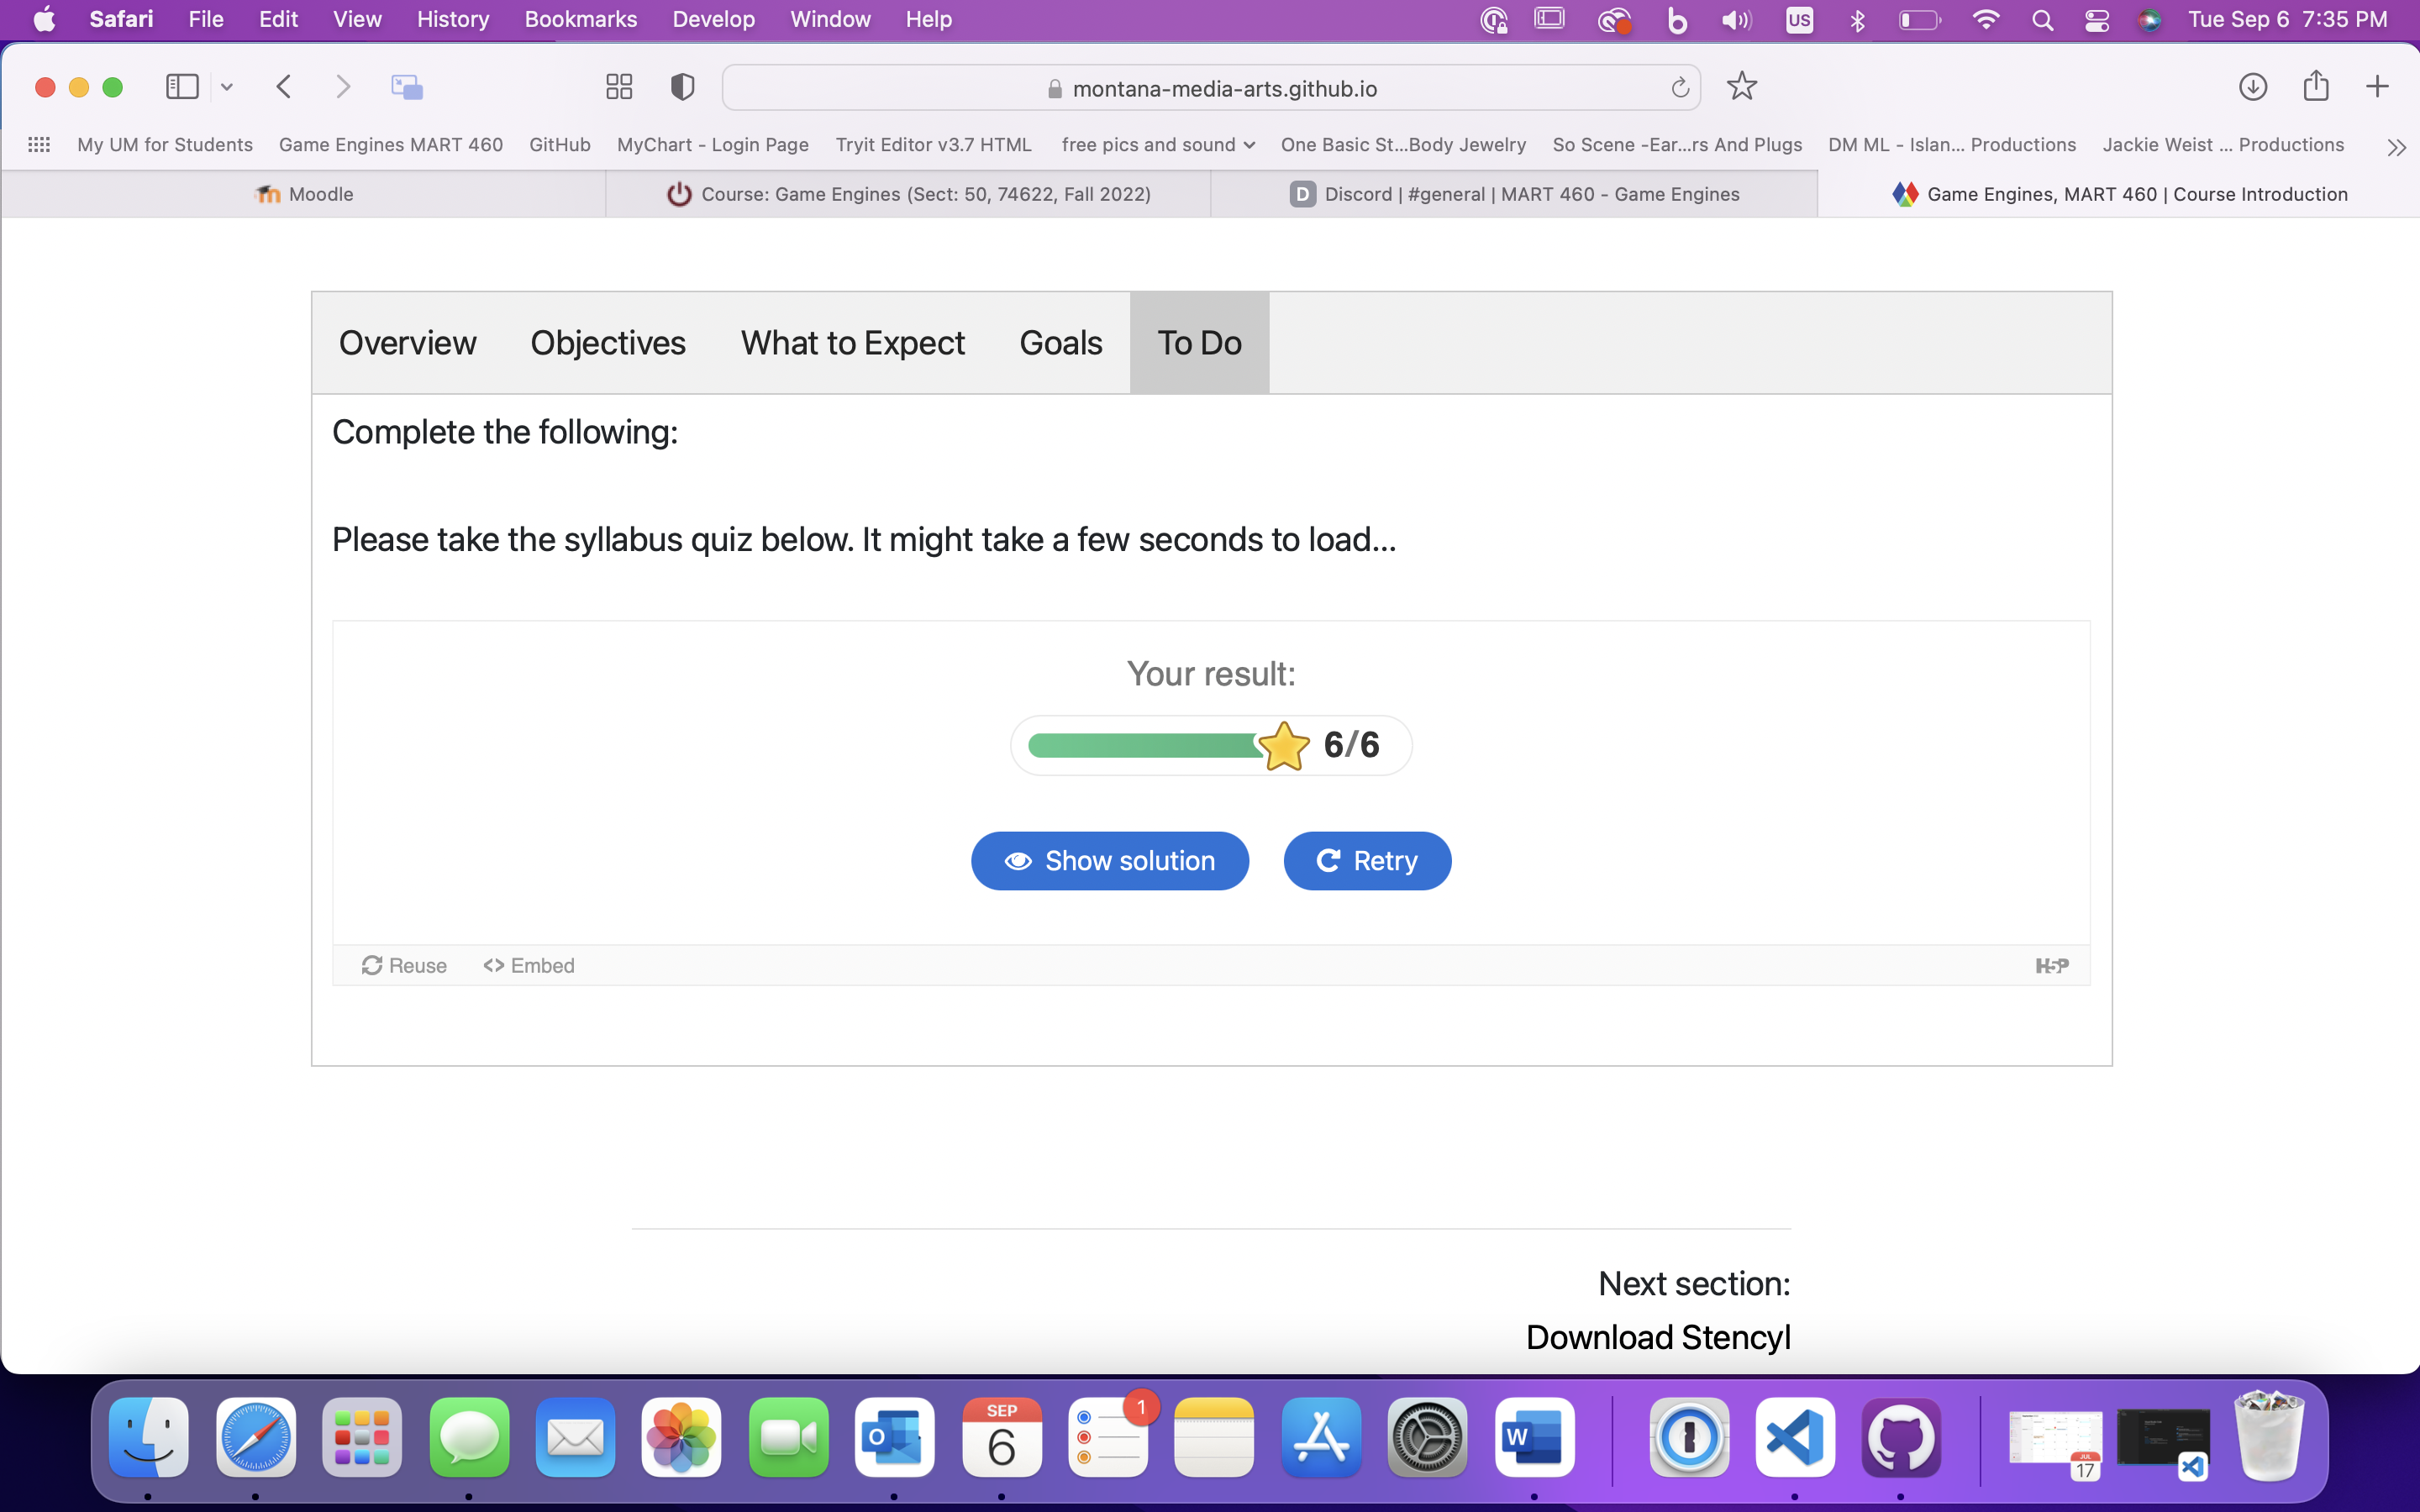 Safari File Edit View History Bookmarks Develop Window Help US Tue Sep 6 7:35 PM
montana-media-arts.github.io
My UM for Students Game Engines MART 460 GitHub MyChart - Login Page Tryit Editor v3.7 HTML free pics and sound One Basic St...Body Jewelry So Scene -Ear...rs And Plugs DM ML - Islan... Productions Jackie Weist ... Productions
Moodle Course: Game Engines (Sect: 50, 74622, Fall 2022) D Discord | #general | MART 460 - Game Engines Game Engines, MART 460 | Course Introduction
Overview Objectives What to Expect Goals To Do
Complete the following:
Please take the syllabus quiz below. It might take a few seconds to load...
Your result:
6/6
Show solution Retry
Reuse <> Embed H5P
Next section:
Download Stencyl
SEP
6
1
O
W
JUL
17